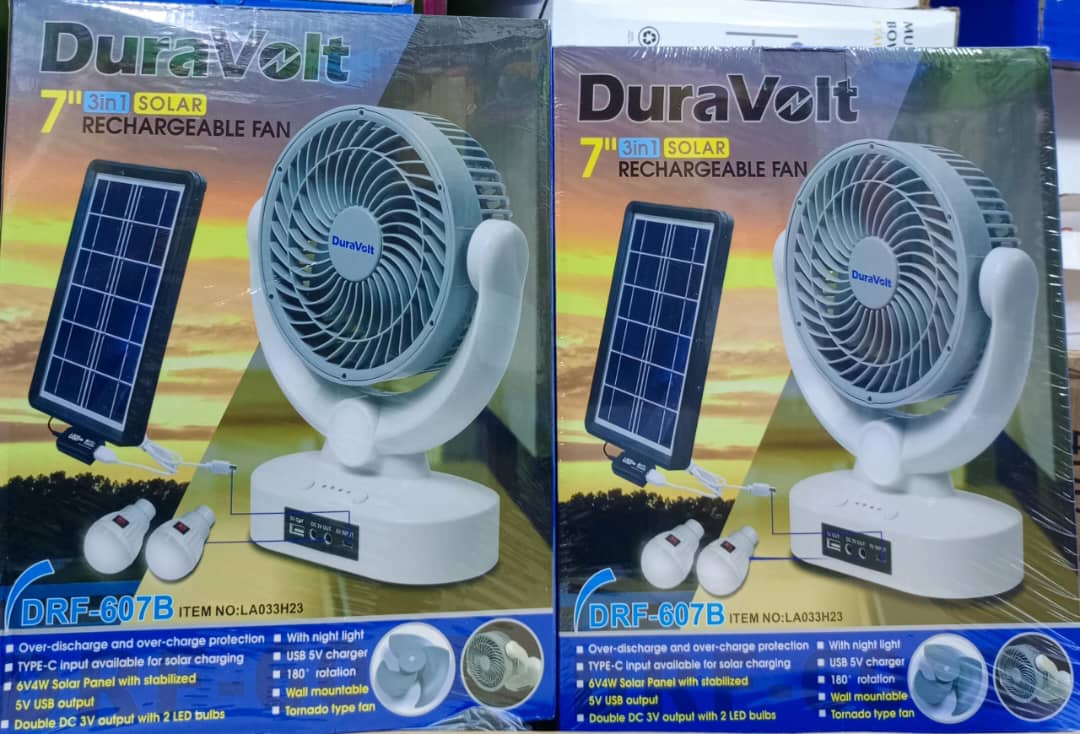 DuraVolt
7" 3in1 SOLAR
RECHARGEABLE FAN
DuraVolt
DRF-607B ITEM NO:LA033H23
Over-discharge and over-charge protection
TYPE-C input available for solar charging
6V4W Solar Panel with stabilized
5V USB output
Double DC 3V output with 2 LED bulbs
With night light
USB 5V charger
180° rotation
Wall mountable
Tornado type fan
DuraVolt
7" 3in1 SOLAR
RECHARGEABLE FAN
DuraVolt
DRF-607B ITEM NO:LA033H23
Over-discharge and over-charge protection
TYPE-C input available for solar charging
6V4W Solar Panel with stabilized
5V USB output
Double DC 3V output with 2 LED bulbs
With night light
USB 5V charger
180° rotation
Wall mountable
Tornado type fan